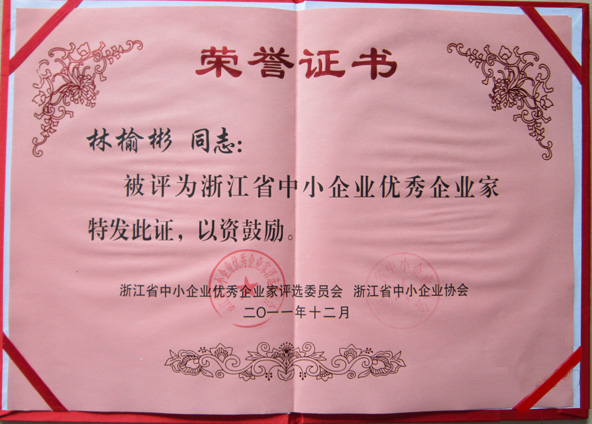 荣誉证书
林榆彬 同志：
被评为浙江省中小企业优秀企业家
特发此证，以资鼓励。
浙江省中小企业优秀企业家评选委员会 浙江省中小企业协会
二〇一一年十二月